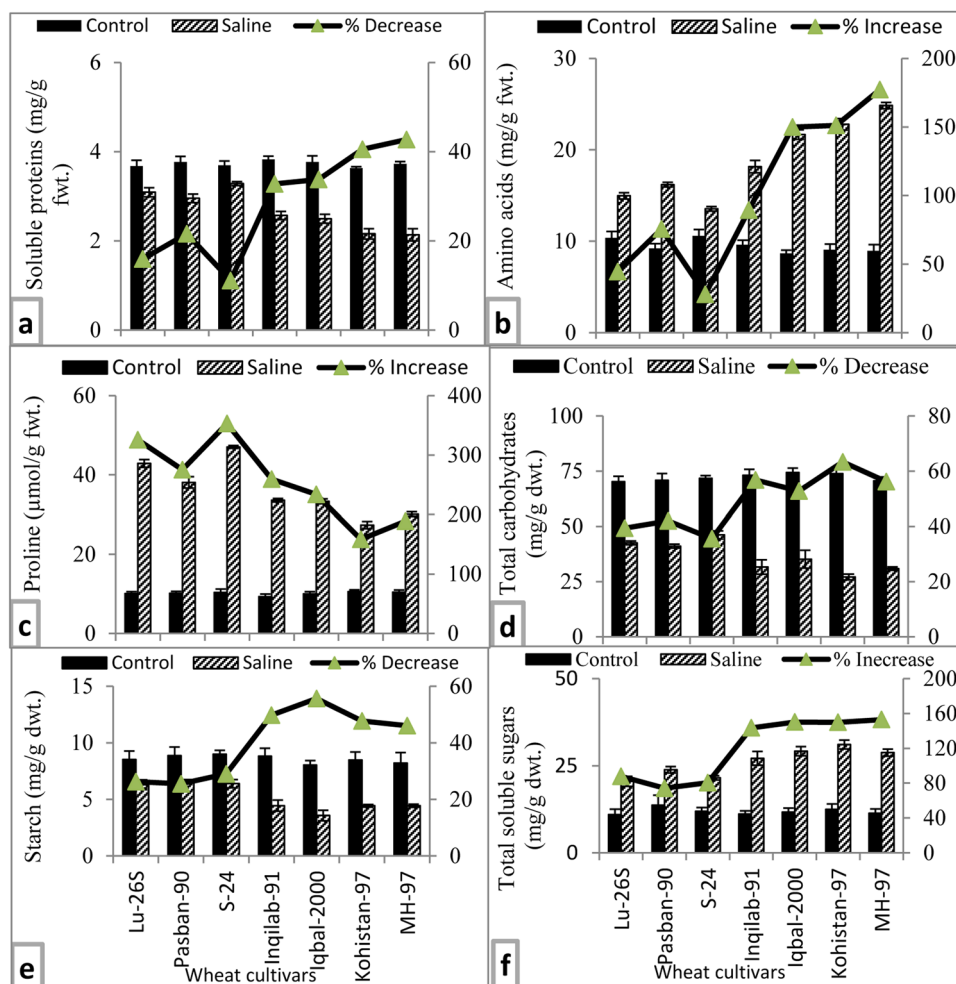 Control Saline % Decrease
Soluble proteins (mg/g
fwt.)
6
4
2
0
60
40
20
0
a
Control Saline % Increase
Amino acids (mg/g fwt.)
30
20
10
0
200
150
100
50
0
b
Control Saline % Increase
Proline (µmol/g fwt.)
60
40
20
0
400
300
200
100
0
c
Control Saline % Decrease
Total carbohydrates
(mg/g dwt.)
100
75
50
25
0
80
60
40
20
0
d
Control Saline % Decrease
Starch (mg/g dwt.)
15
10
5
0
60
40
20
0
Lu-26S
Pasban-90
S-24
Inqilab-91
Iqbal-2000
Kohistan-97
MH-97
Wheat cultivars
e
Control Saline % Inecrease
Total soluble sugars
(mg/g dwt.)
50
25
0
200
160
120
80
40
0
Lu-26S
Pasban-90
S-24
Inqilab-91
Iqbal-2000
Kohistan-97
MH-97
Wheat cultivars
f